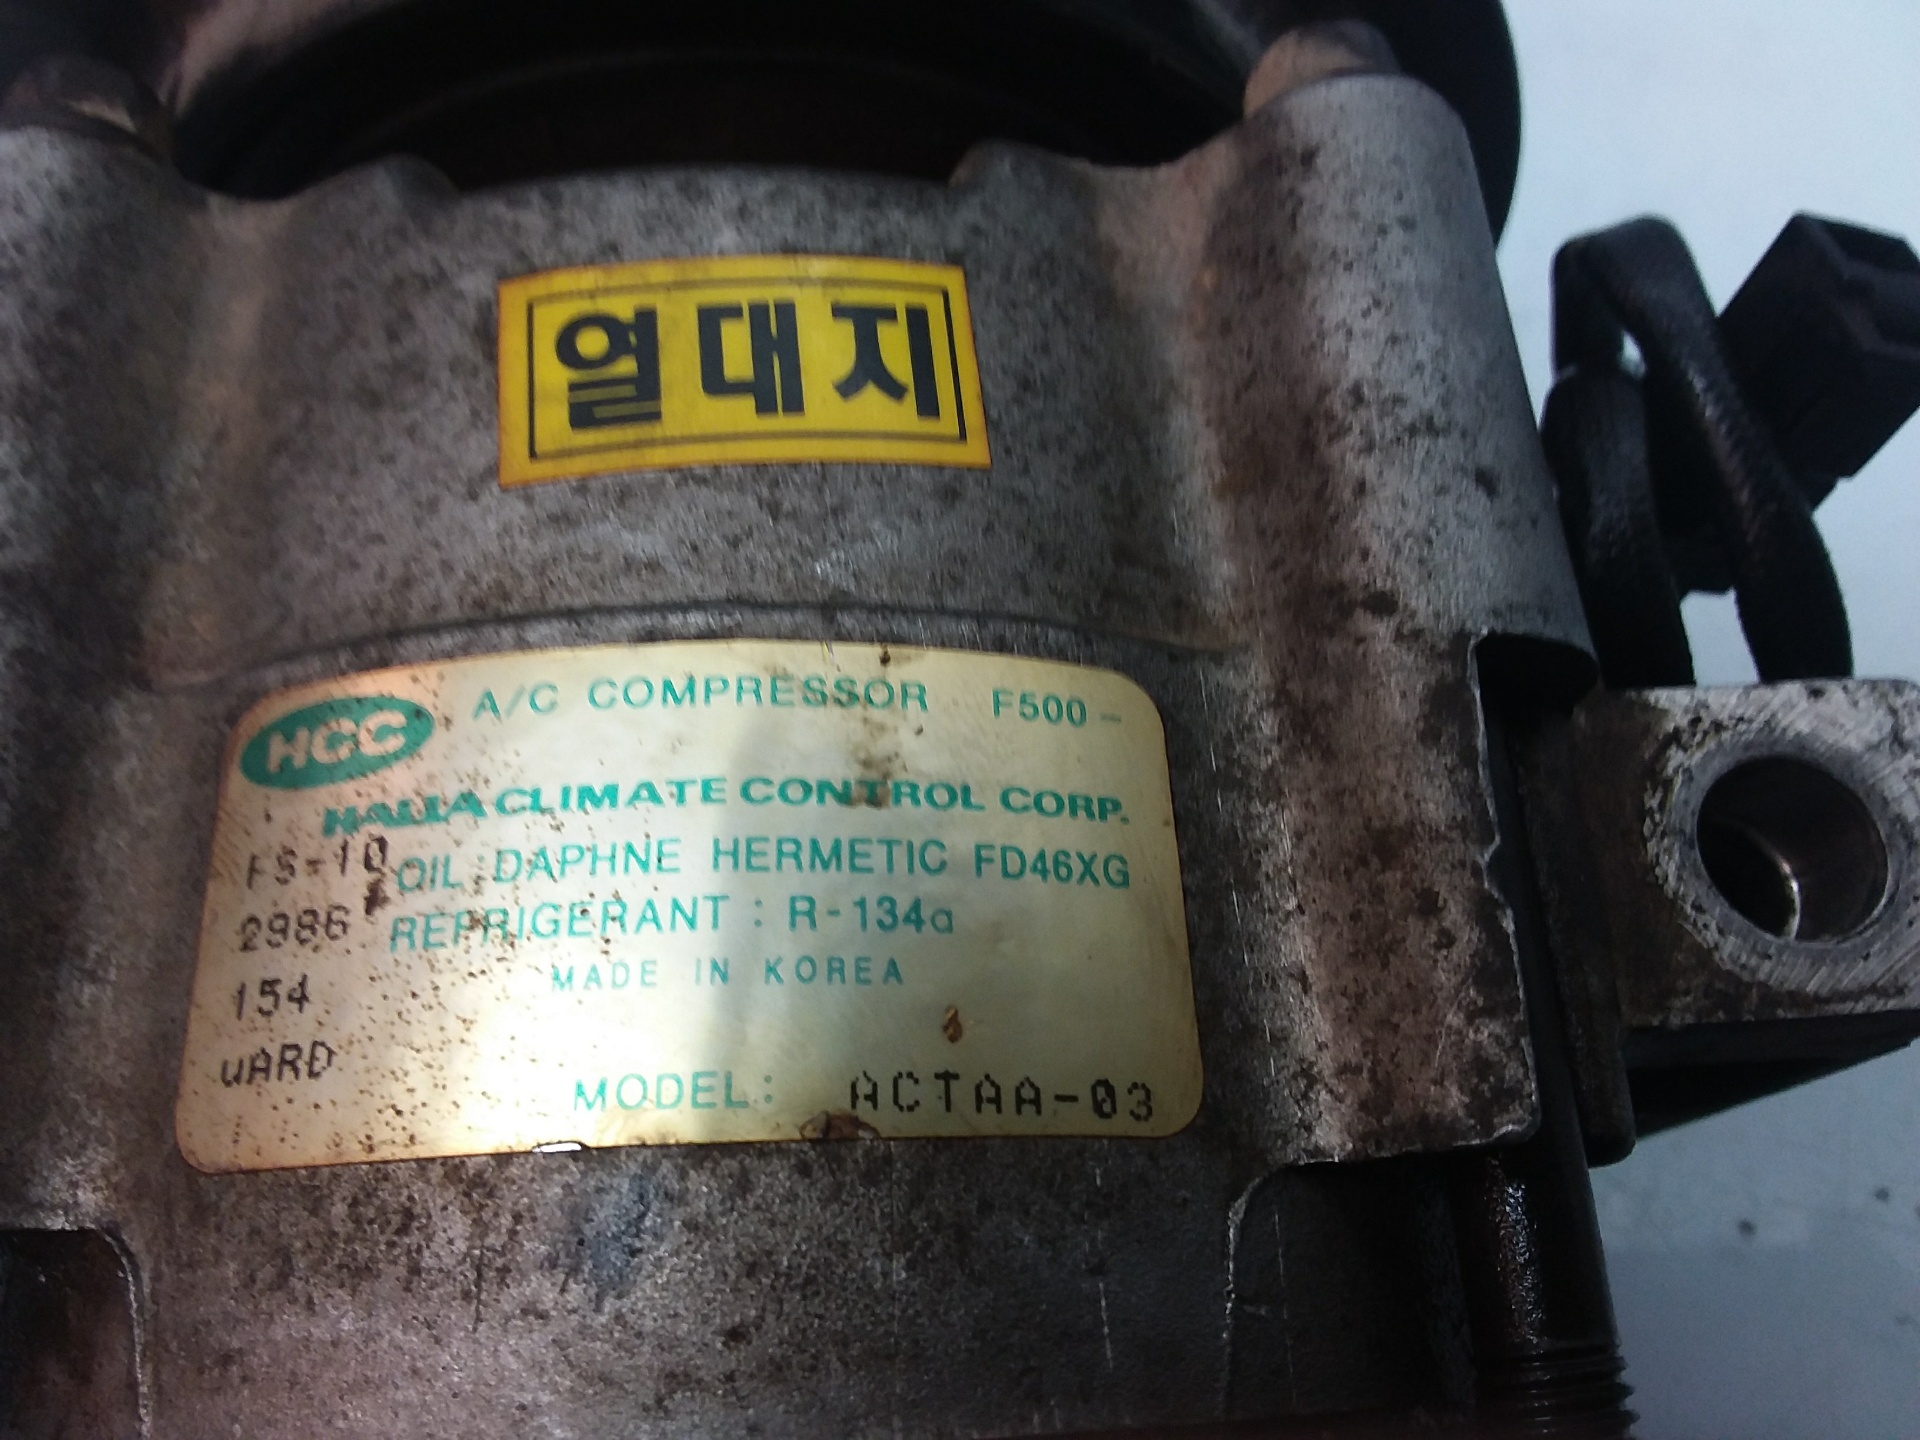 열대지
HCC A/C COMPRESSOR F500-
HALLA CLIMATE CONTROL CORP.
FS-10 OIL: DAPHNE HERMETIC FD46XG
2986 REFRIGERANT : R-134a
MADE IN KOREA
154
uARD
MODEL: ACTAA-03